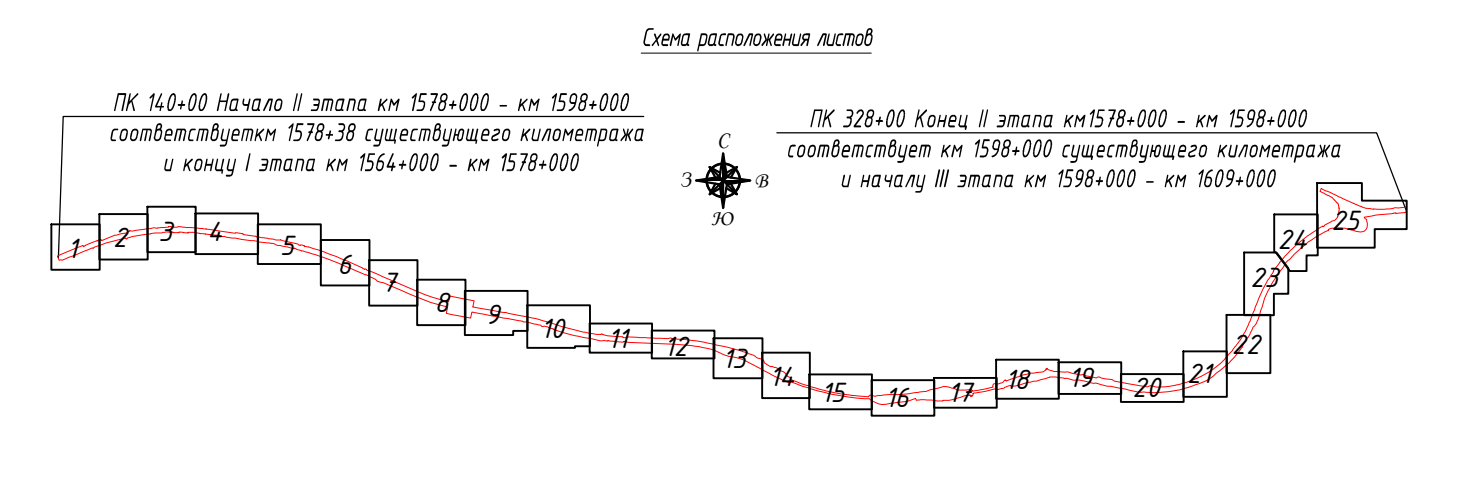 Схема расположения листов
ПК 140+00 Начало II этапа км 1578+000 - км 1598+000
соответствуеткм 1578+38 существующего километража
и концу I этапа км 1564+000 - км 1578+000
ПК 328+00 Конец II этапа км1578+000 - км 1598+000
соответствует км 1598+000 существующего километража
и началу III этапа км 1598+000 - км 1609+000
С
З
В
Ю
1
2
3
4
5
6
7
8
9
10
11
12
13
14
15
16
17
18
19
20
21
22
23
24
25